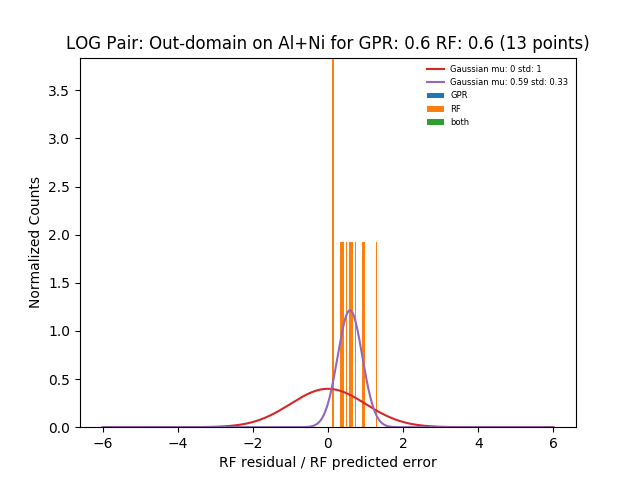 LOG Pair: Out-domain on Al+Ni for GPR: 0.6 RF: 0.6 (13 points)
Gaussian mu: 0 std: 1
Gaussian mu: 0.59 std: 0.33
GPR
RF
both
Normalized Counts
3.5
3.0
2.5
2.0
1.5
1.0
0.5
0.0
−6 −4 −2 0 2 4 6
RF residual / RF predicted error